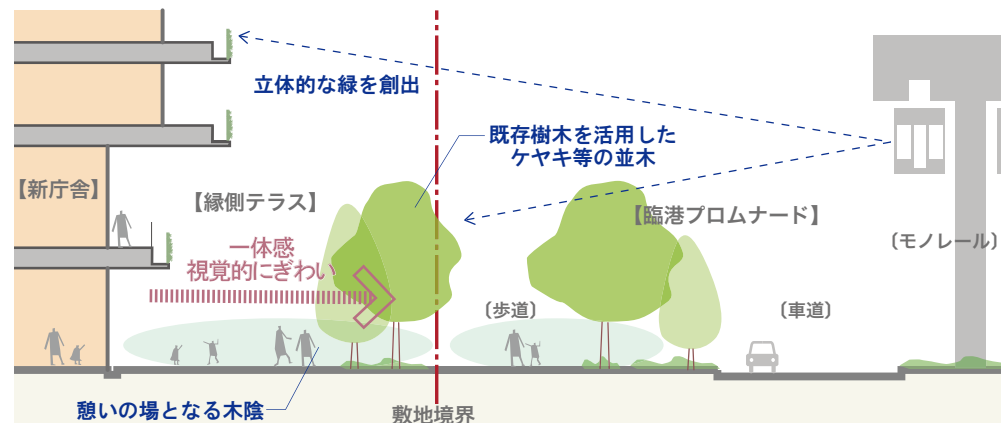 立体的な緑を創出
既存樹木を活用した
ケヤキ等の並木
【新庁舎】
【縁側テラス】
【臨港プロムナード】
〔モノレール〕
一体感
視覚的にぎわい
〔歩道〕
〔車道〕
憩いの場となる木陰
敷地境界